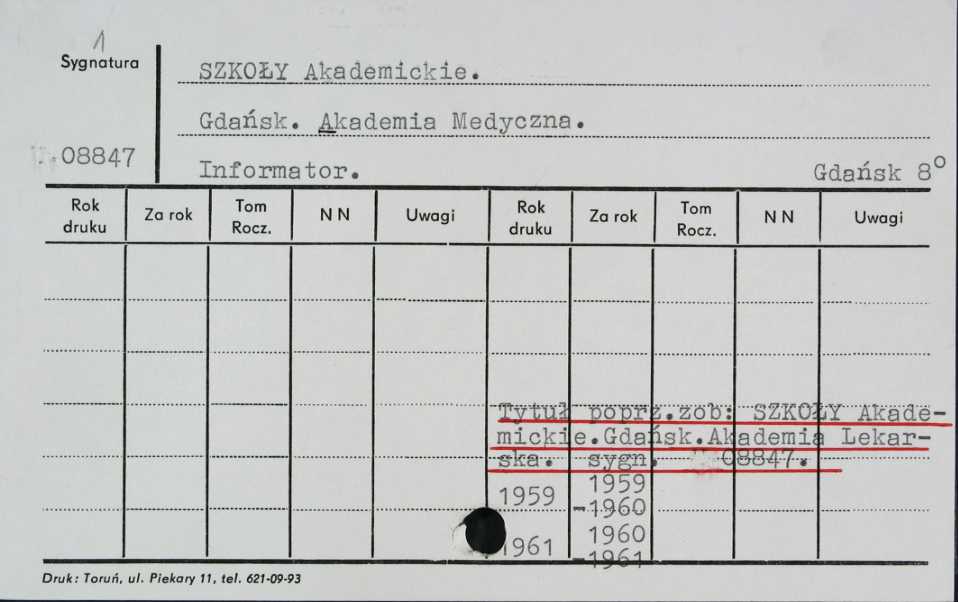 1
Sygnatura
SZKOŁY Akademickie.
Gdańsk. Akademia Medyczna.
08847
Informator. Gdańsk 8°
Rok druku Za rok Tom Rocz. N N Uwagi Rok druku Za rok Tom Rocz. N N Uwagi
Tytuł poprz.zob: SZKOŁY Akade-
mickie.Gdańsk.Akademia Lekar-
ska. sygn. 08847.
1959 1959
-1960
1961 1960
-1961
Druk: Toruń, ul. Piekary 11, tel. 621-09-93